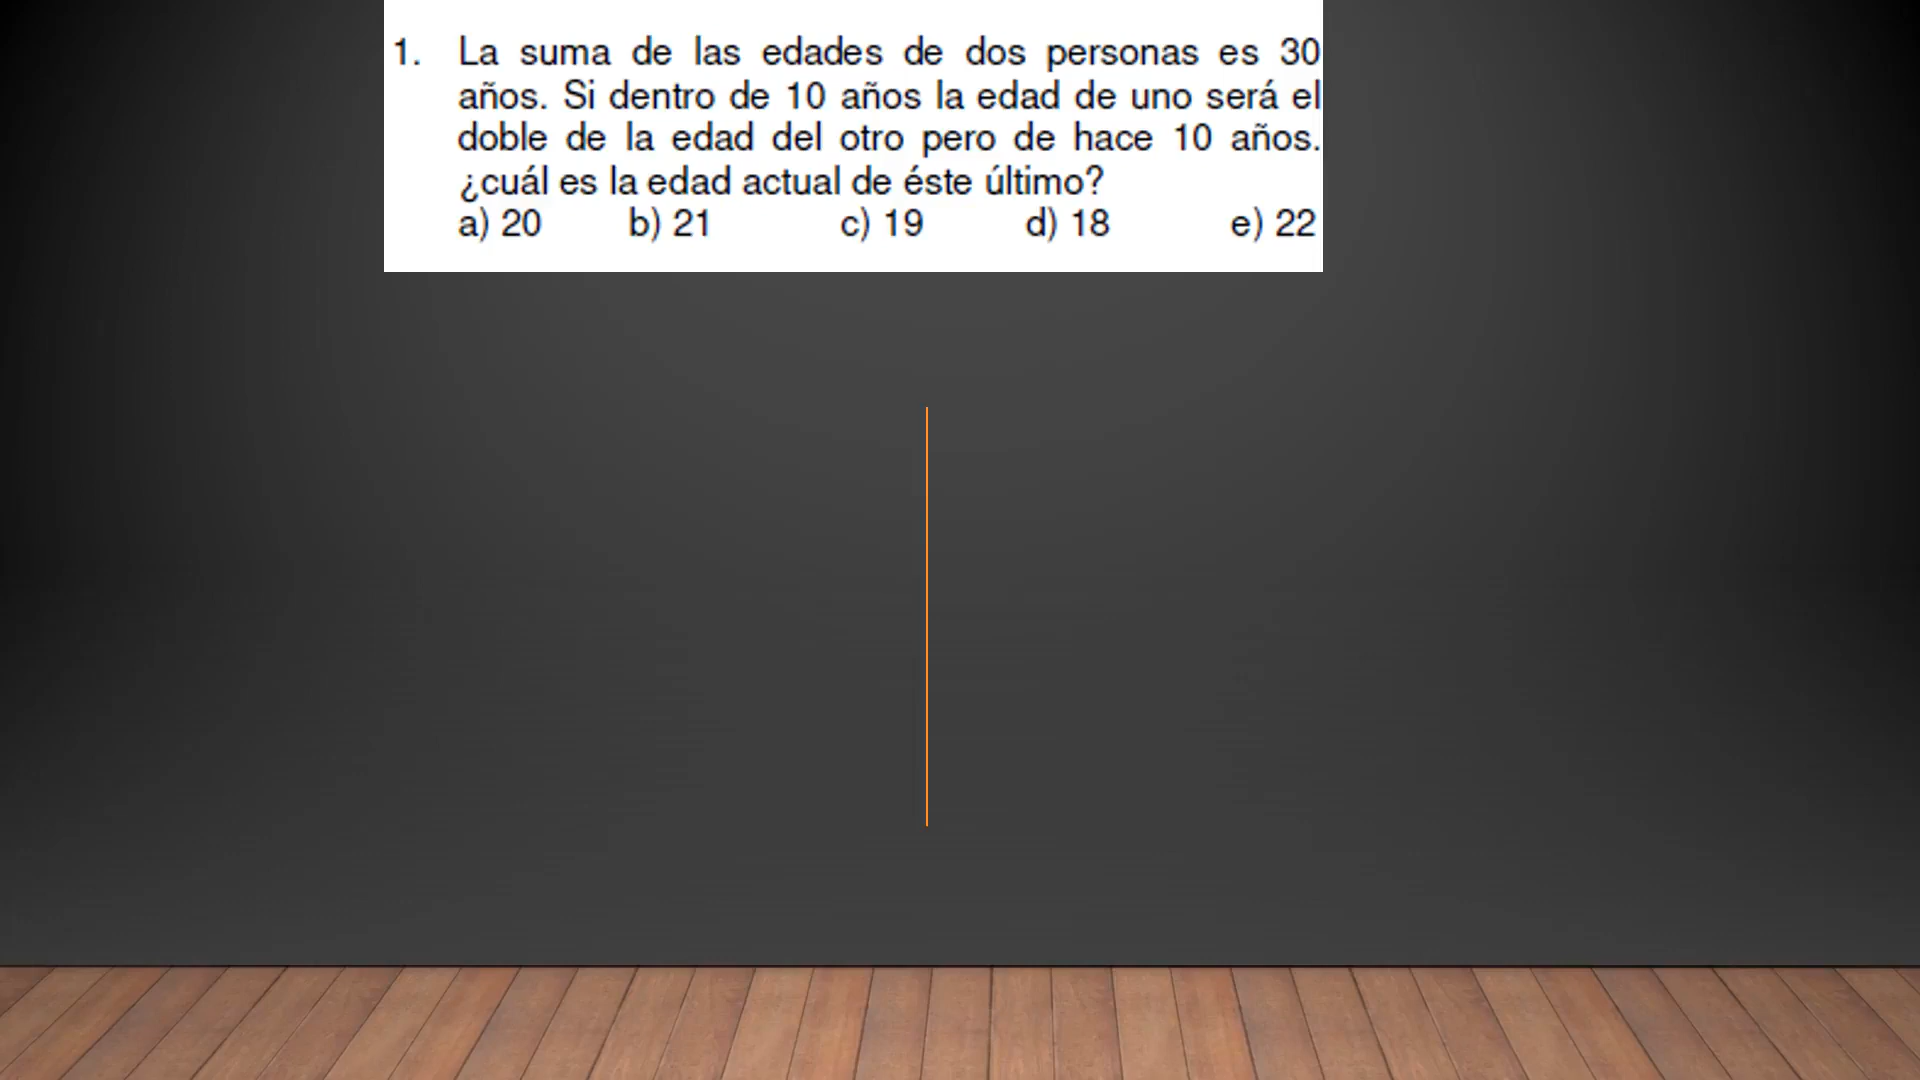 1. La suma de las edades de dos personas es 30
años. Si dentro de 10 años la edad de uno será el
doble de la edad del otro pero de hace 10 años.
¿cuál es la edad actual de éste último?
a) 20 b) 21 c) 19 d) 18 e) 22